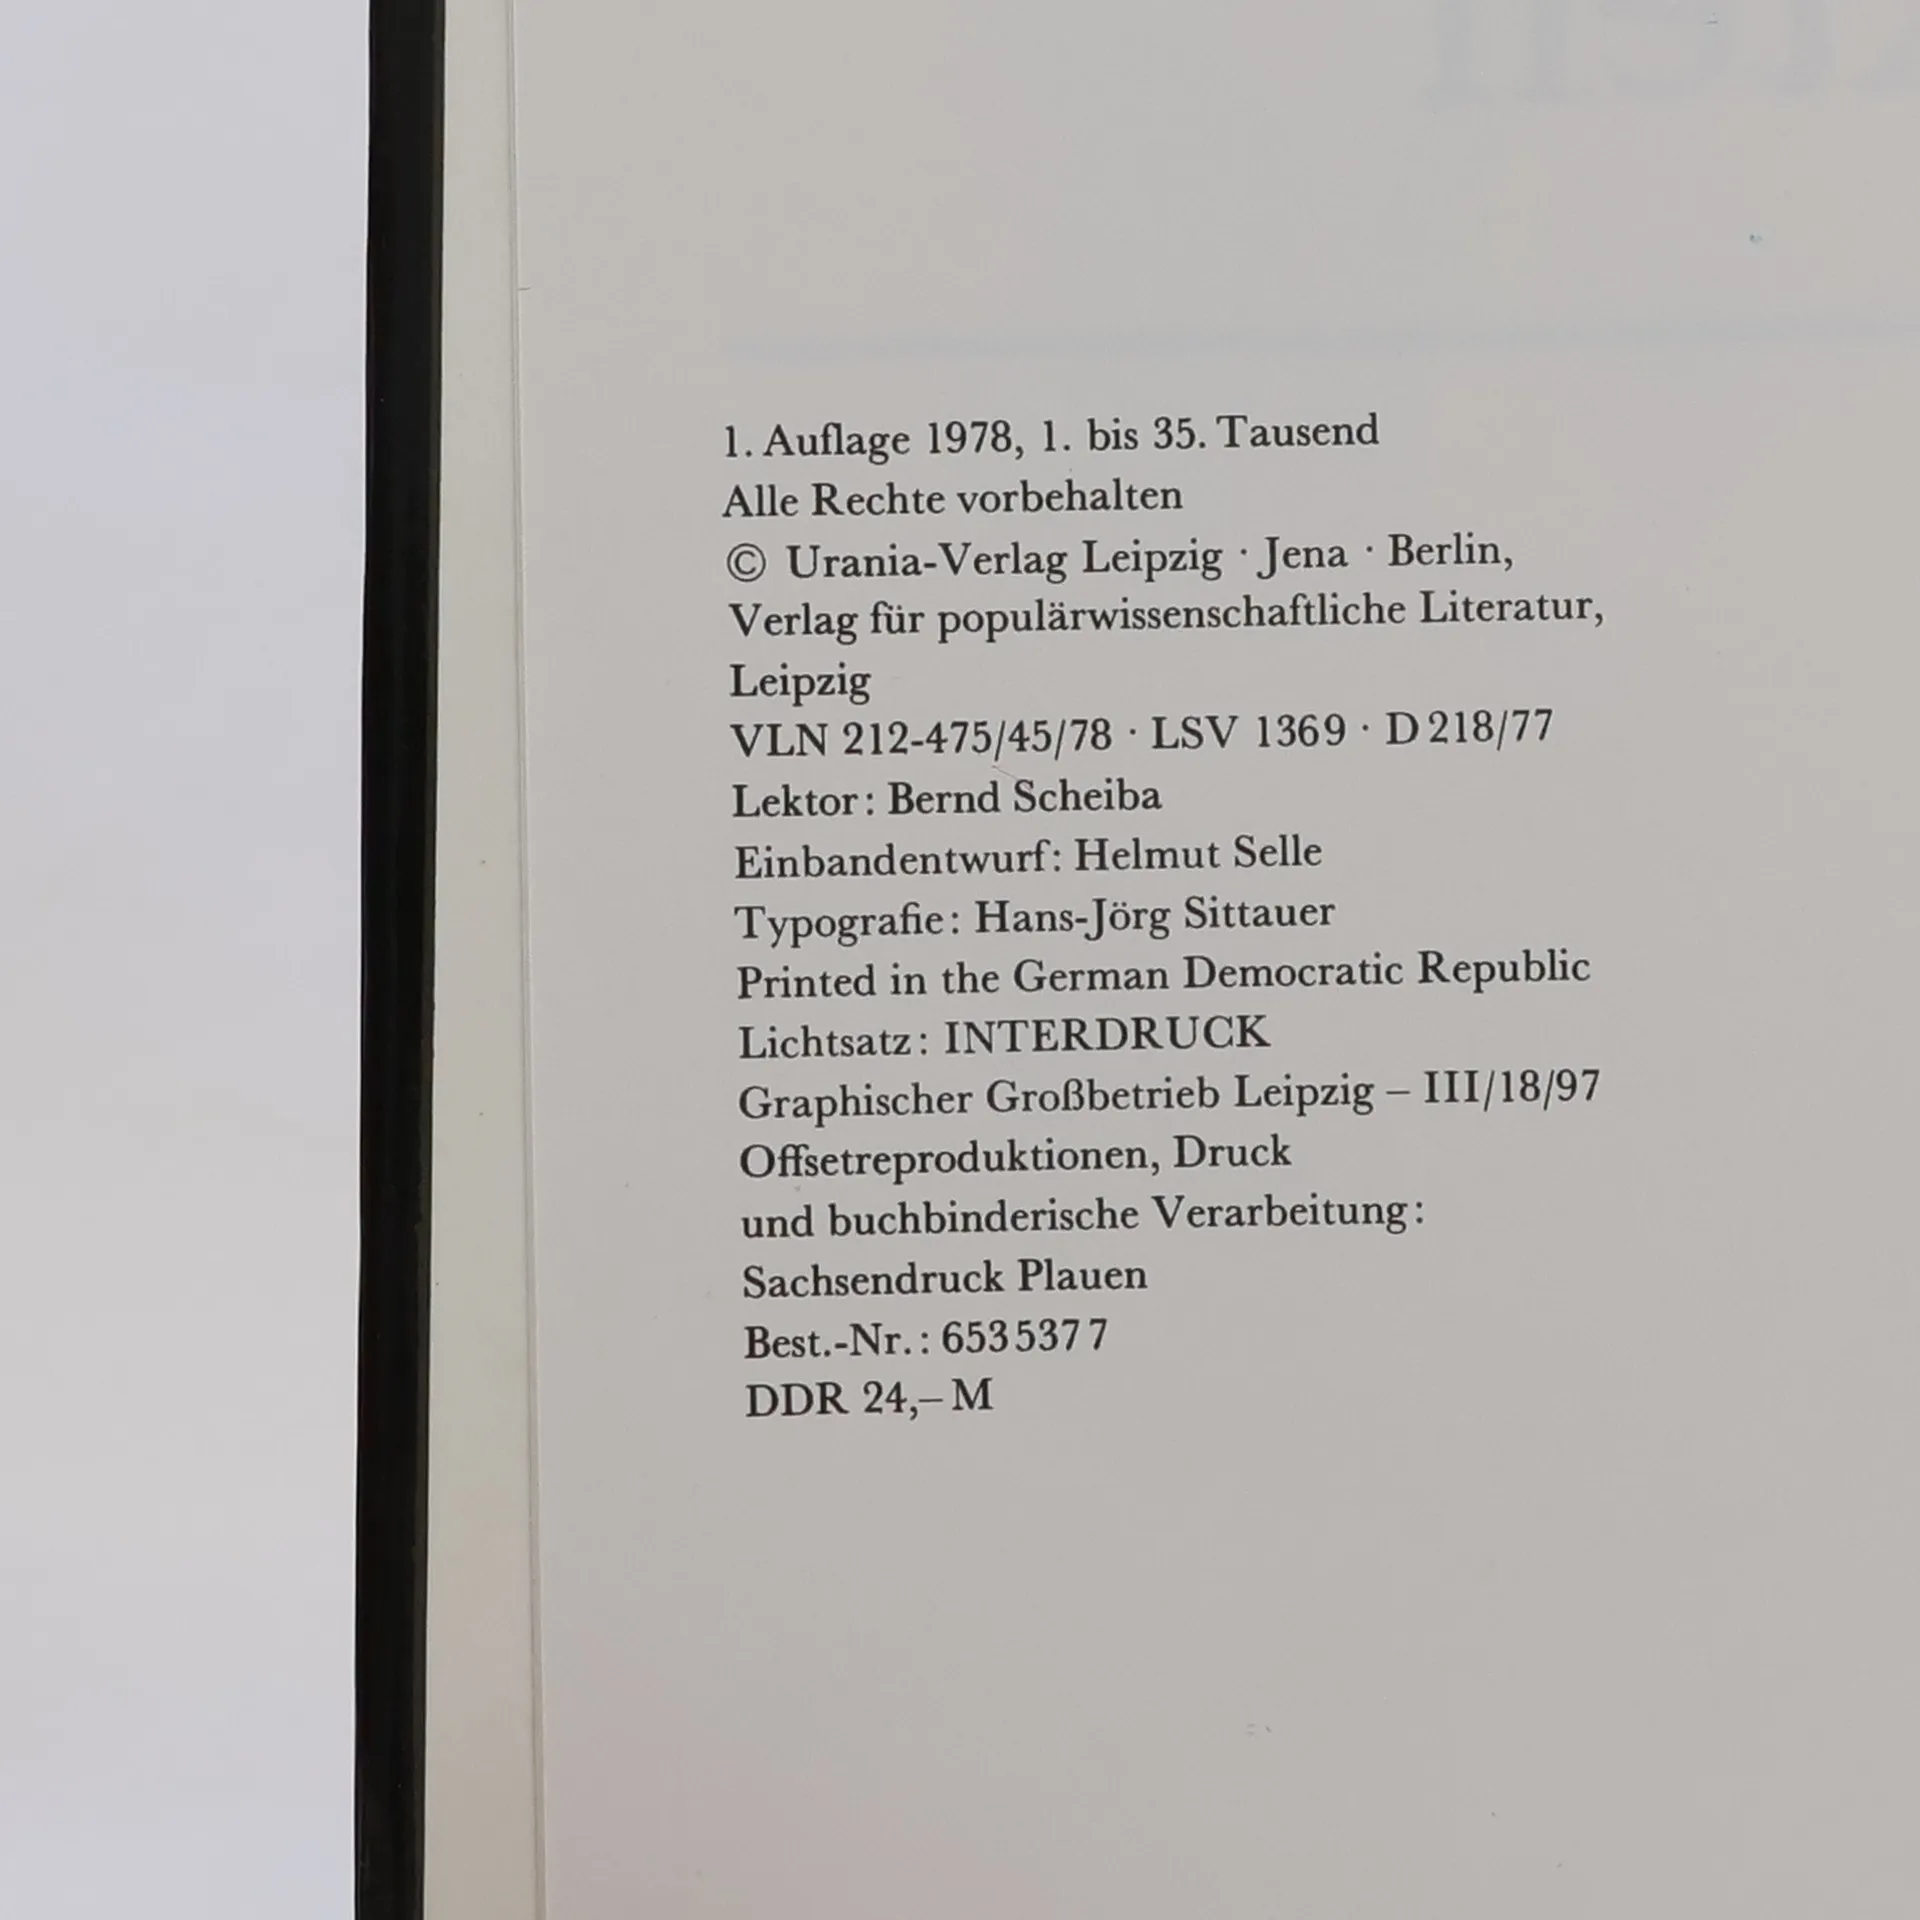 1. Auflage 1978, 1. bis 35. Tausend
Alle Rechte vorbehalten
© Urania-Verlag Leipzig · Jena · Berlin,
Verlag für populärwissenschaftliche Literatur,
Leipzig
VLN 212-475/45/78 · LSV 1369 · D 218/77
Lektor: Bernd Scheiba
Einbandentwurf: Helmut Selle
Typografie: Hans-Jörg Sittauer
Printed in the German Democratic Republic
Lichtsatz: INTERDRUCK
Graphischer Großbetrieb Leipzig – III/18/97
Offsetreproduktionen, Druck
und buchbinderische Verarbeitung:
Sachsendruck Plauen
Best.-Nr.: 653 537 7
DDR 24,– M